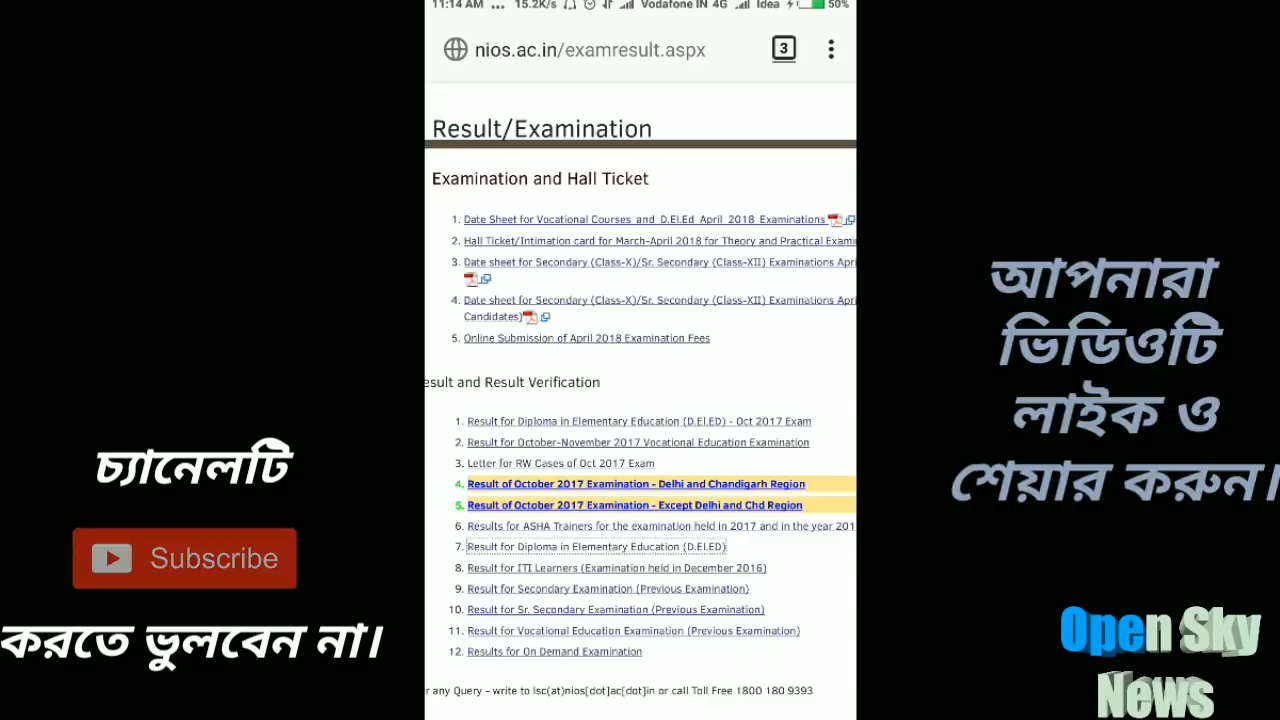 11:14 AM ... 15.2K/s Vodafone IN 4G Idea 50%
nios.ac.in/examresult.aspx 3
Result/Examination
Examination and Hall Ticket
1. Date Sheet for Vocational Courses and D.El.Ed April 2018 Examinations
2. Hall Ticket/Intimation card for March-April 2018 for Theory and Practical Exami
3. Date sheet for Secondary (Class-X)/Sr. Secondary (Class-XII) Examinations Apri
4. Date sheet for Secondary (Class-X)/Sr. Secondary (Class-XII) Examinations Apri
Candidates)
5. Online Submission of April 2018 Examination Fees
esult and Result Verification
1. Result for Diploma in Elementary Education (D.El.ED) - Oct 2017 Exam
2. Result for October-November 2017 Vocational Education Examination
3. Letter for RW Cases of Oct 2017 Exam
4. Result of October 2017 Examination - Delhi and Chandigarh Region
5. Result of October 2017 Examination - Except Delhi and Chd Region
6. Results for ASHA Trainers for the examination held in 2017 and in the year 201
7. Result for Diploma in Elementary Education (D.El.ED)
8. Result for ITI Learners (Examination held in December 2016)
9. Result for Secondary Examination (Previous Examination)
10. Result for Sr. Secondary Examination (Previous Examination)
11. Result for Vocational Education Examination (Previous Examination)
12. Results for On Demand Examination
r any Query - write to lsc(at)nios[dot]ac[dot]in or call Toll Free 1800 180 9393
চ্যানেলটি
Subscribe
করতে ভুলবেন না।
আপনারা
ভিডিওটি
লাইক ও
শেয়ার করুন।
Open Sky
News